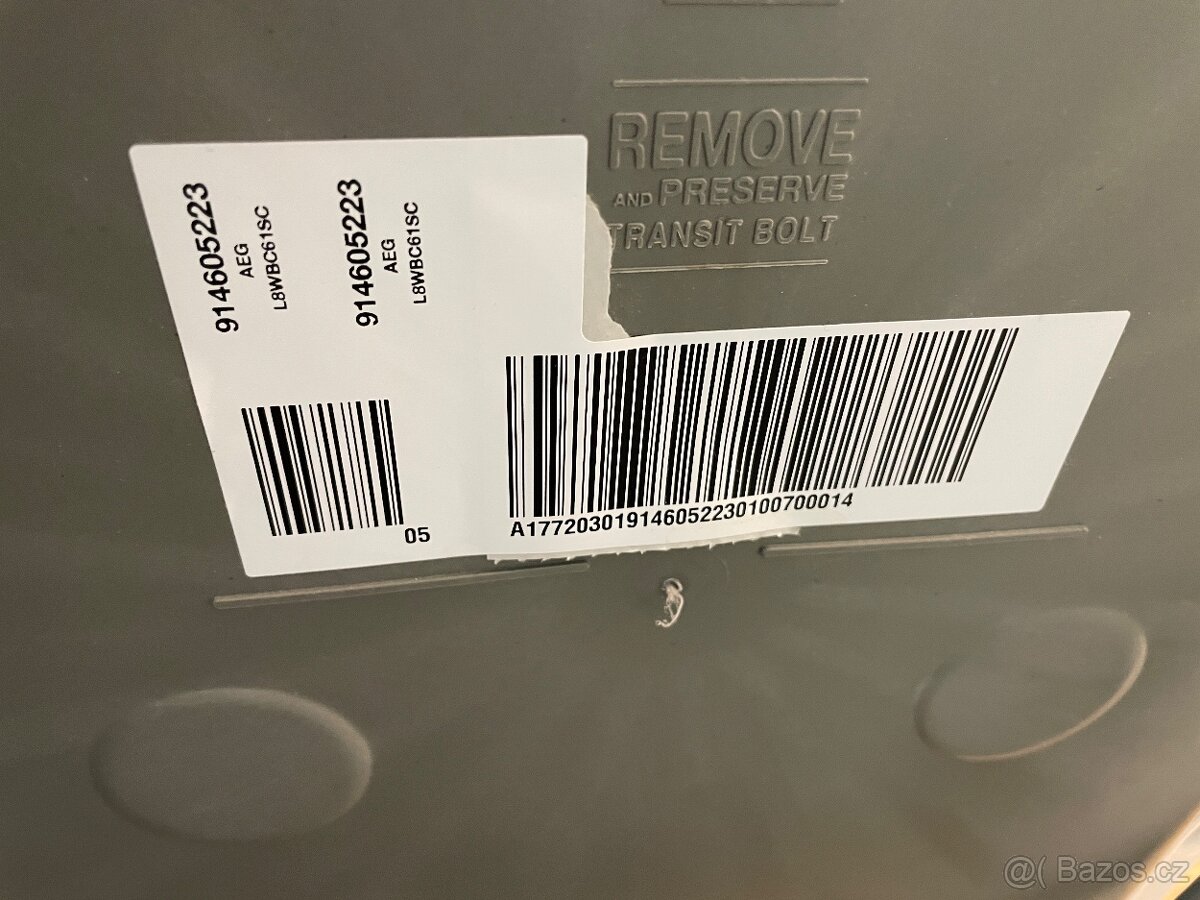 REMOVE
AND PRESERVE
TRANSIT BOLT
914605223
AEG
L8WBC61SC
914605223
AEG
L8WBC61SC
05
A177203019146052230100700014
@( Bazos.cz